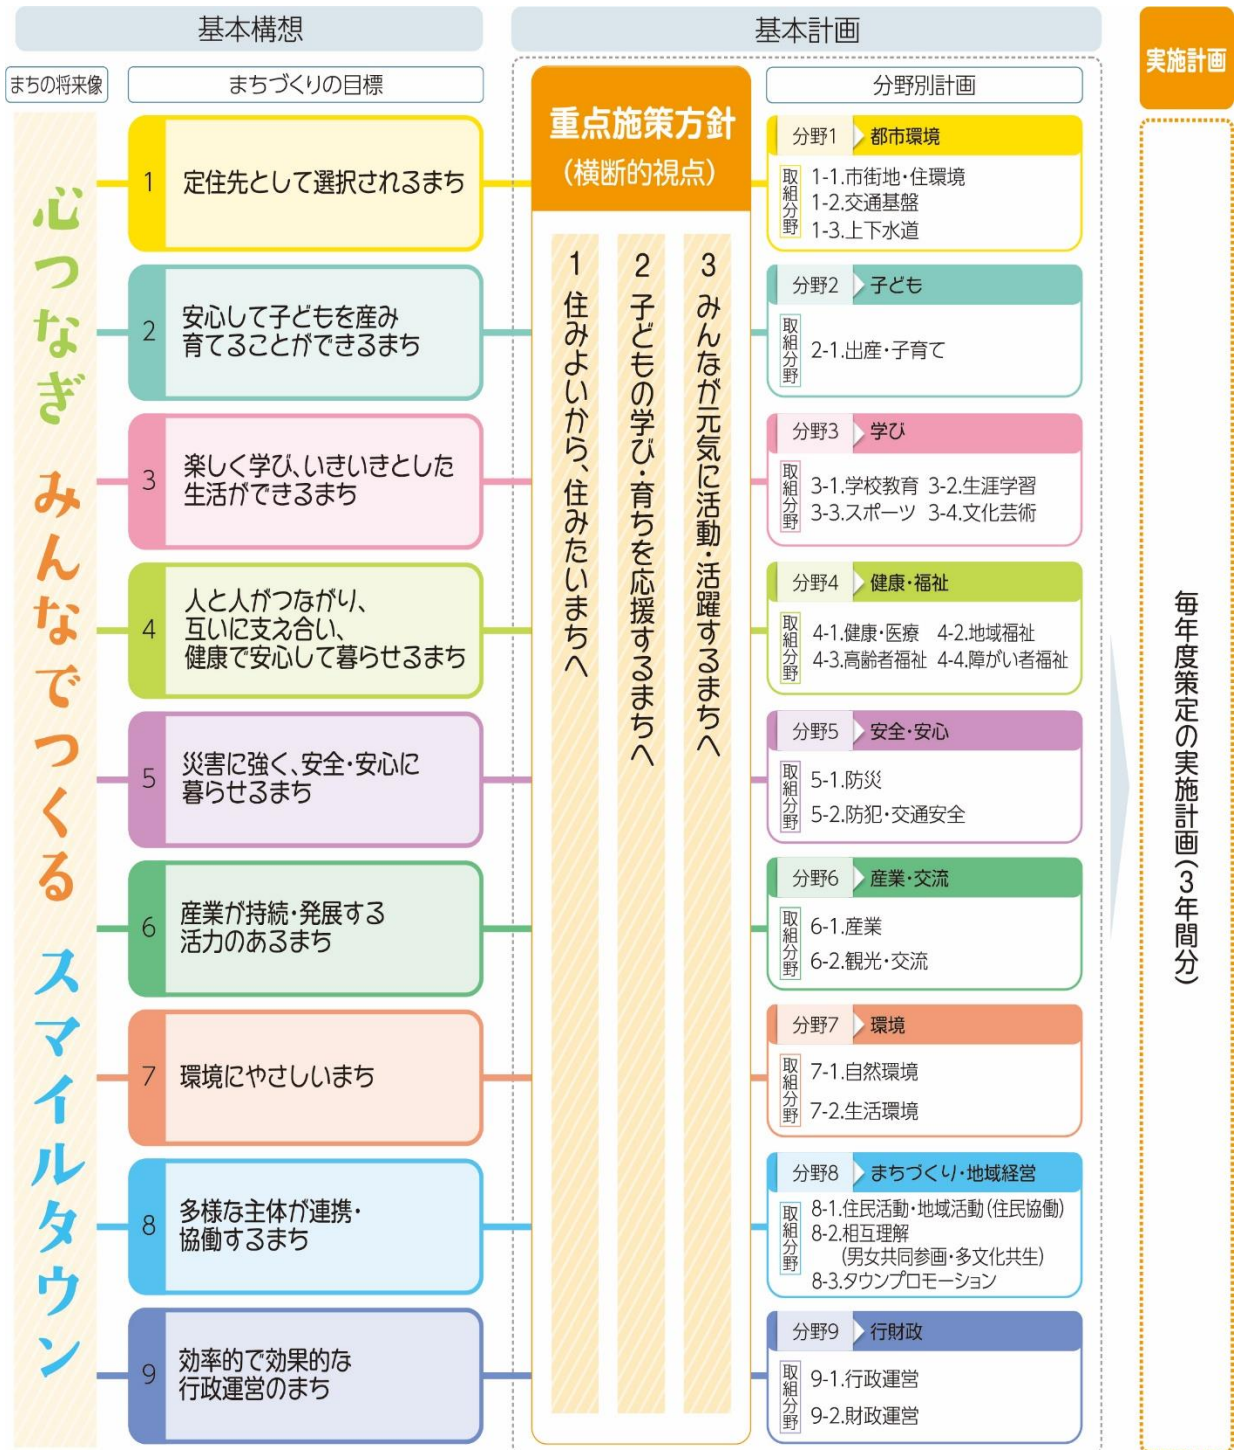 基本構想
基本計画
実施計画
まちの将来像
まちづくりの目標
重点施策方針
(横断的視点)
分野別計画
心つなぎ みんなでつくる スマイルタウン
1 定住先として選択されるまち
2 安心して子どもを産み
育てることができるまち
3 楽しく学び、いきいきとした
生活ができるまち
4 人と人がつながり、
互いに支え合い、
健康で安心して暮らせるまち
5 災害に強く、安全・安心に
暮らせるまち
6 産業が持続・発展する
活力のあるまち
7 環境にやさしいまち
8 多様な主体が連携・
協働するまち
9 効率的で効果的な
行政運営のまち
1 住みよいから、住みたいまちへ
2 子どもの学び・育ちを応援するまちへ
3 みんなが元気に活動・活躍するまちへ
分野1 都市環境
取組分野
1-1.市街地・住環境
1-2.交通基盤
1-3.上下水道
分野2 子ども
取組分野
2-1.出産・子育て
分野3 学び
取組分野
3-1.学校教育 3-2.生涯学習
3-3.スポーツ 3-4.文化芸術
分野4 健康・福祉
取組分野
4-1.健康・医療 4-2.地域福祉
4-3.高齢者福祉 4-4.障がい者福祉
分野5 安全・安心
取組分野
5-1.防災
5-2.防犯・交通安全
分野6 産業・交流
取組分野
6-1.産業
6-2.観光・交流
分野7 環境
取組分野
7-1.自然環境
7-2.生活環境
分野8 まちづくり・地域経営
取組分野
8-1.住民活動・地域活動(住民協働)
8-2.相互理解
(男女共同参画・多文化共生)
8-3.タウンプロモーション
分野9 行財政
取組分野
9-1.行政運営
9-2.財政運営
毎年度策定の実施計画(3年間分)